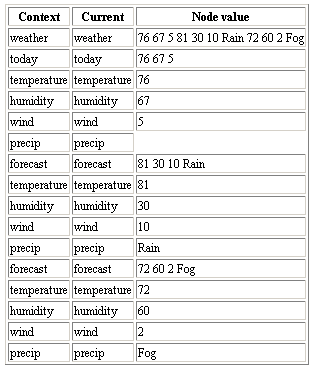 Context Current Node value
weather weather 76 67 5 81 30 10 Rain 72 60 2 Fog
today today 76 67 5
temperature temperature 76
humidity humidity 67
wind wind 5
precip precip
forecast forecast 81 30 10 Rain
temperature temperature 81
humidity humidity 30
wind wind 10
precip precip Rain
forecast forecast 72 60 2 Fog
temperature temperature 72
humidity humidity 60
wind wind 2
precip precip Fog